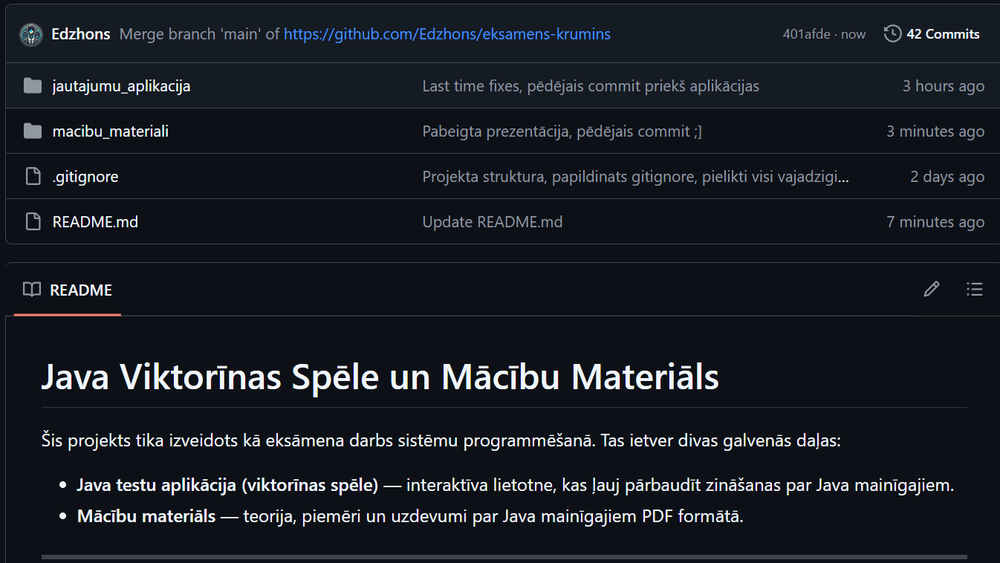 Edzhons Merge branch 'main' of https://github.com/Edzhons/eksamens-krumins 401afde · now 42 Commits
jautajumu_aplikacija Last time fixes, pēdējais commit priekš aplikācijas 3 hours ago
macibu_materiali Pabeigta prezentācija, pēdējais commit ;] 3 minutes ago
.gitignore Projekta struktura, papildinats gitignore, pielikti visi vajadzigi... 2 days ago
README.md Update README.md 7 minutes ago
README
Java Viktorīnas Spēle un Mācību Materiāls
Šis projekts tika izveidots kā eksāmena darbs sistēmu programmēšanā. Tas ietver divas galvenās daļas:
• Java testu aplikācija (viktorīnas spēle) — interaktīva lietotne, kas ļauj pārbaudīt zināšanas par Java mainīgajiem.
• Mācību materiāls — teorija, piemēri un uzdevumi par Java mainīgajiem PDF formātā.